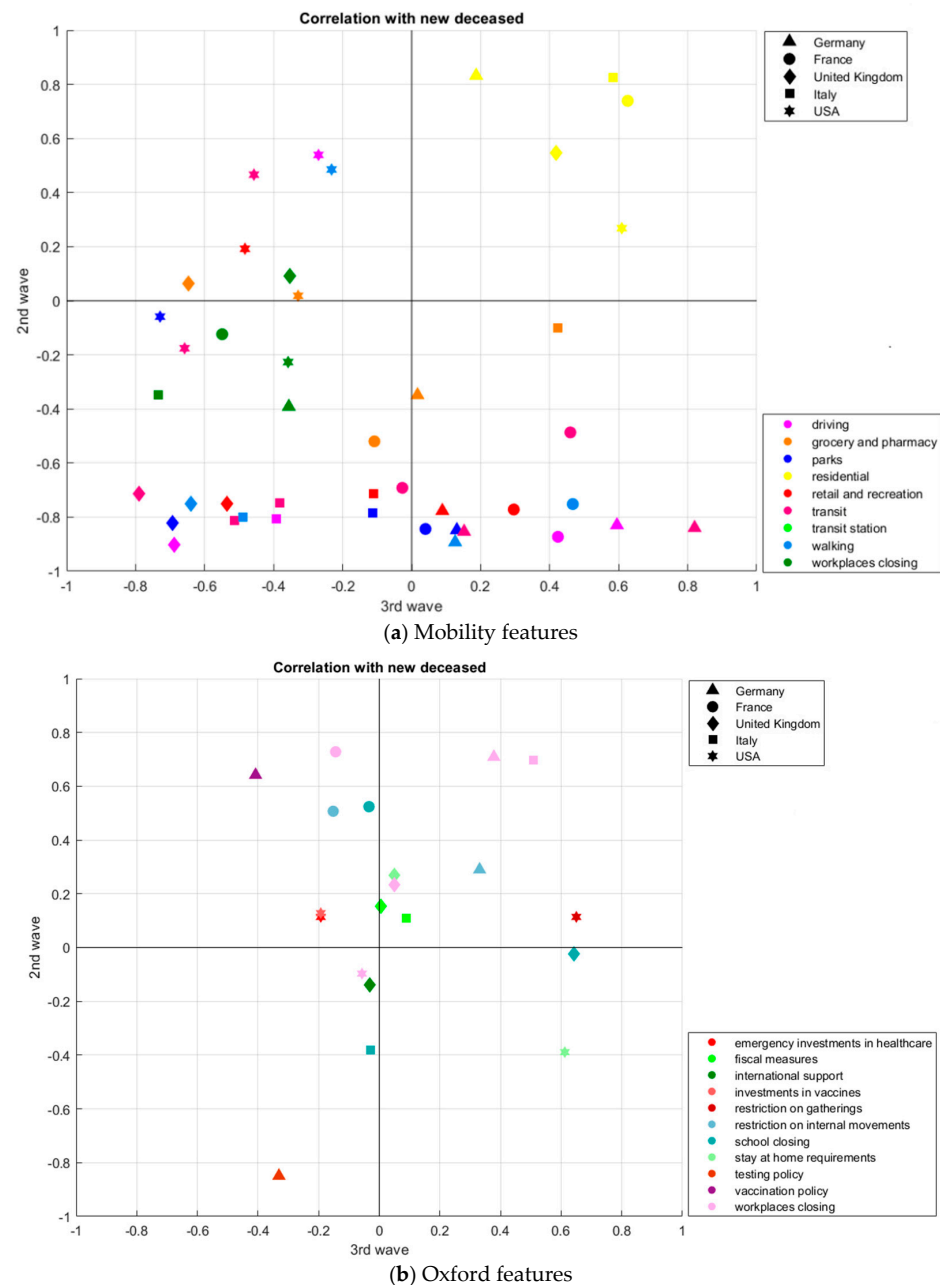 Correlation with new deceased
1
0.8
0.6
0.4
0.2
0
-0.2
-0.4
-0.6
-0.8
-1
2nd wave
-1
-0.8
-0.6
-0.4
-0.2
0
0.2
0.4
0.6
0.8
1
3rd wave
Germany
France
United Kingdom
Italy
USA
driving
grocery and pharmacy
parks
residential
retail and recreation
transit
transit station
walking
workplaces closing
(a) Mobility features
Correlation with new deceased
1
0.8
0.6
0.4
0.2
0
-0.2
-0.4
-0.6
-0.8
-1
2nd wave
-1
-0.8
-0.6
-0.4
-0.2
0
0.2
0.4
0.6
0.8
1
3rd wave
Germany
France
United Kingdom
Italy
USA
emergency investments in healthcare
fiscal measures
international support
investments in vaccines
restriction on gatherings
restriction on internal movements
school closing
stay at home requirements
testing policy
vaccination policy
workplaces closing
(b) Oxford features